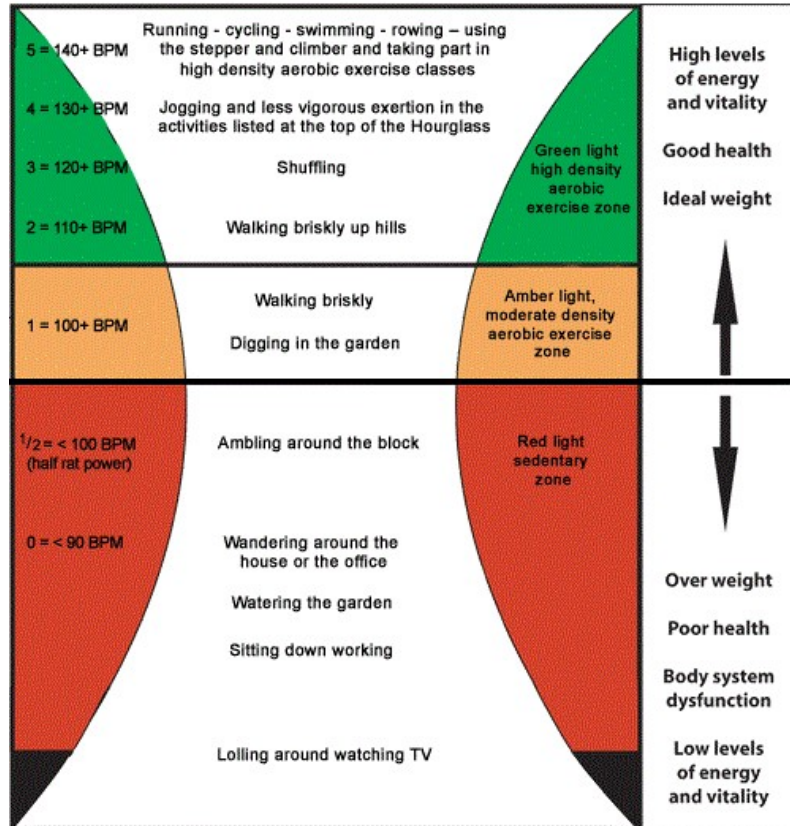 5 = 140+ BPM
Running - cycling - swimming - rowing – using
the stepper and climber and taking part in
high density aerobic exercise classes
4 = 130+ BPM
Jogging and less vigorous exertion in the
activities listed at the top of the Hourglass
3 = 120+ BPM
Shuffling
2 = 110+ BPM
Walking briskly up hills
Green light
high density
aerobic
exercise zone
High levels
of energy
and vitality
Good health
Ideal weight
1 = 100+ BPM
Walking briskly
Digging in the garden
Amber light,
moderate density
aerobic exercise
zone
1/2 = < 100 BPM
(half rat power)
Ambling around the block
Red light
sedentary
zone
0 = < 90 BPM
Wandering around the
house or the office
Watering the garden
Sitting down working
Lolling around watching TV
Over weight
Poor health
Body system
dysfunction
Low levels
of energy
and vitality